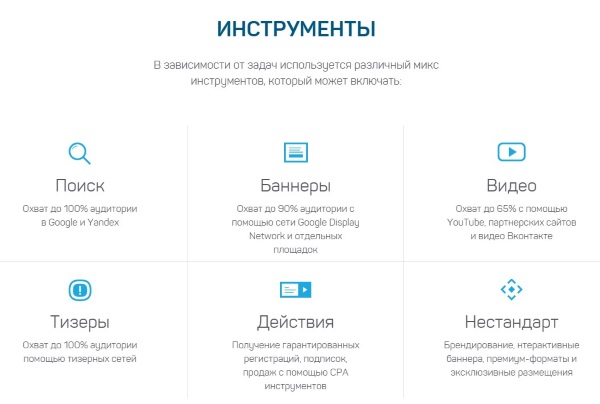 ИНСТРУМЕНТЫ
В зависимости от задач используется различный микс
инструментов, который может включать:
Поиск
Охват до 100% аудитории
в Google и Yandex
Баннеры
Охват до 90% аудитории с
помощью сети Google Display
Network и отдельных
площадок
Видео
Охват до 65% с помощью
YouTube, партнерских сайтов
и видео Вконтакте
Тизеры
Охват до 100% аудитории
помощью тизерных сетей
Действия
Получение гарантированных
регистраций, подписок,
продаж с помощью CPA
инструментов
Нестандарт
Брендирование, нтерактивные
баннера, премиум-форматы и
эксклюзивные размещения